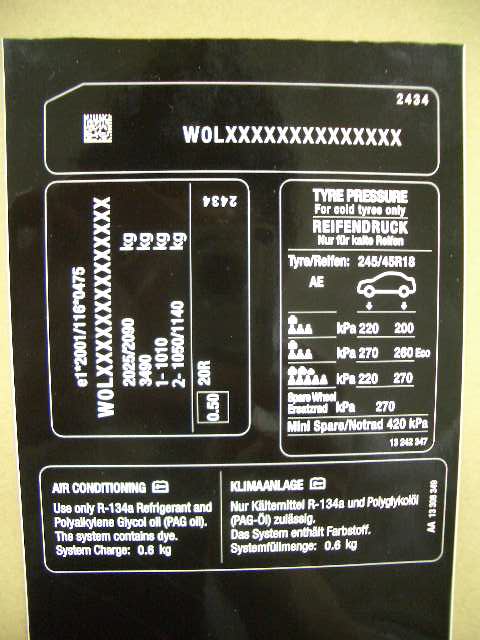 2434
W0LXXXXXXXXXXXXXX
e1*2001/116*0475
W0LXXXXXXXXXXXXXX
2025/2090 kg
3490 kg
1- 1010 kg
2- 1050/1140 kg
20R
0.50
2434
TYRE PRESSURE
For cold tyres only
REIFENDRUCK
Nur für kalte Reifen
Tyre/Reifen: 245/45R18
AE
kPa 220 200
kPa 270 260 Eco
kPa 220 270
Spare Wheel
Ersatzrad kPa 270
Mini Spare/Notrad 420 kPa
13 242 347
AIR CONDITIONING
Use only R-134a Refrigerant and
Polyalkylene Glycol oil (PAG oil).
The system contains dye.
System Charge: 0.6 kg
KLIMAANLAGE
Nur Kältemittel R-134a und Polyglykolöl
(PAG-Öl) zulässig.
Das System enthält Farbstoff.
Systemfüllmenge: 0.6 kg